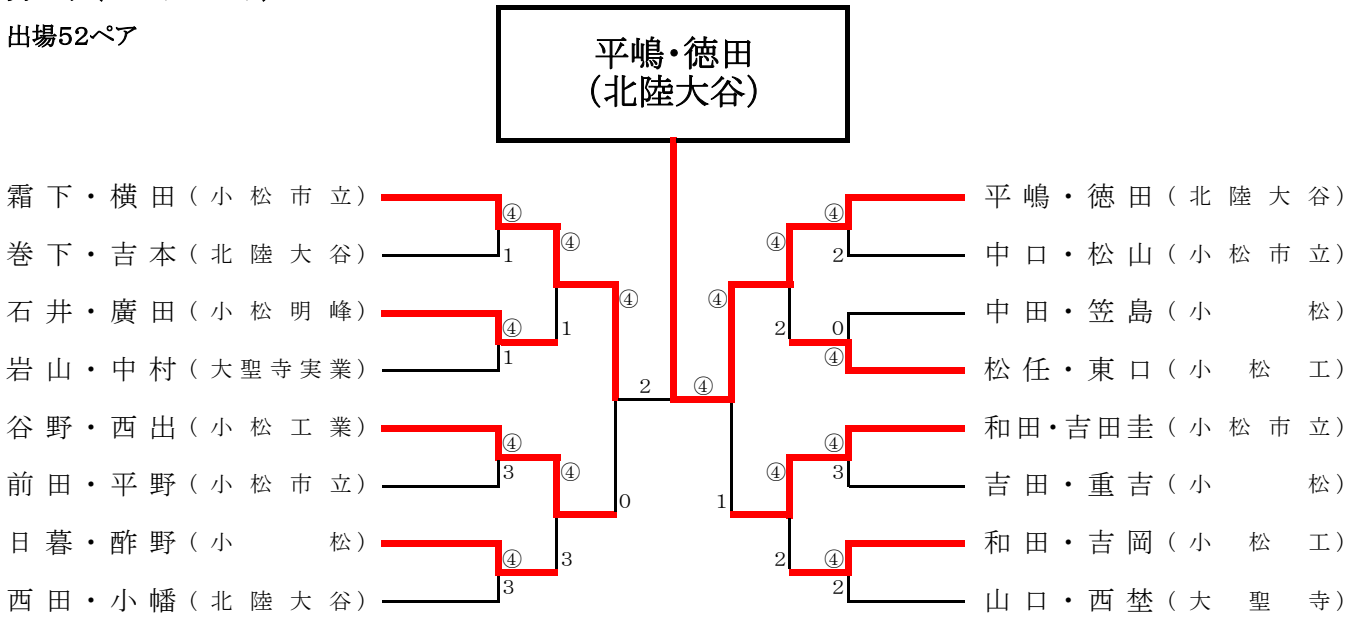 出場52ペア
平嶋・徳田
（北陸大谷）
霜下・横田（小松市立） 平嶋・徳田（北陸大谷）
④ ④
④ ④
巻下・吉本（北陸大谷） 1 2 中口・松山（小松市立）
④ ④
石井・廣田（小松明峰） 中田・笠島（小松）
④ 1 2 0
岩山・中村（大聖寺実業） 1 ④ 松任・東口（小松工）
2 ④
谷野・西出（小松工業） 和田・吉田圭（小松市立）
④ ④
3 ④ ④ 3
前田・平野（小松市立） 吉田・重吉（小松）
0 1
日暮・酢野（小松） 和田・吉岡（小松工）
④ 3 2 ④
3 2
西田・小幡（北陸大谷） 山口・西埜（大聖寺）